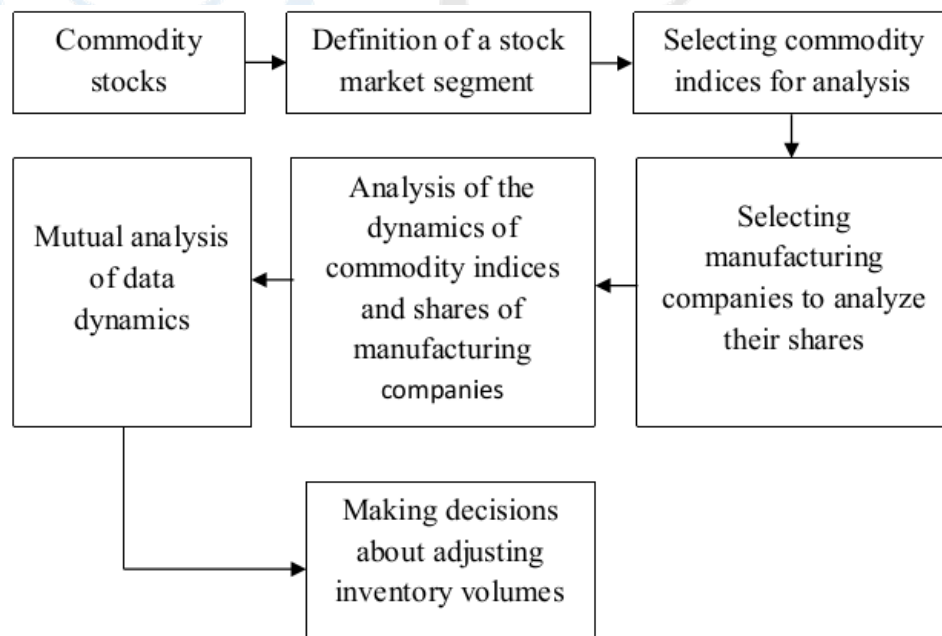 Commodity
stocks
Definition of a stock
market segment
Selecting commodity
indices for analysis
Selecting
manufacturing
companies to analyze
their shares
Analysis of the
dynamics of
commodity indices
and shares of
manufacturing
companies
Mutual analysis
of data
dynamics
Making decisions
about adjusting
inventory volumes